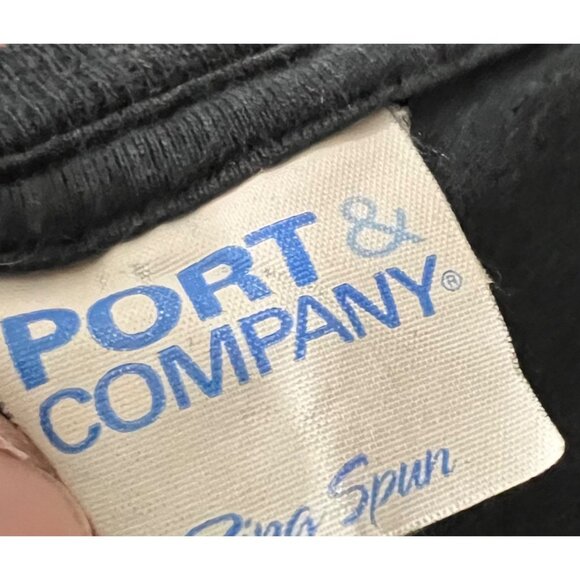 PORT &
COMPANY®
Ring Spun